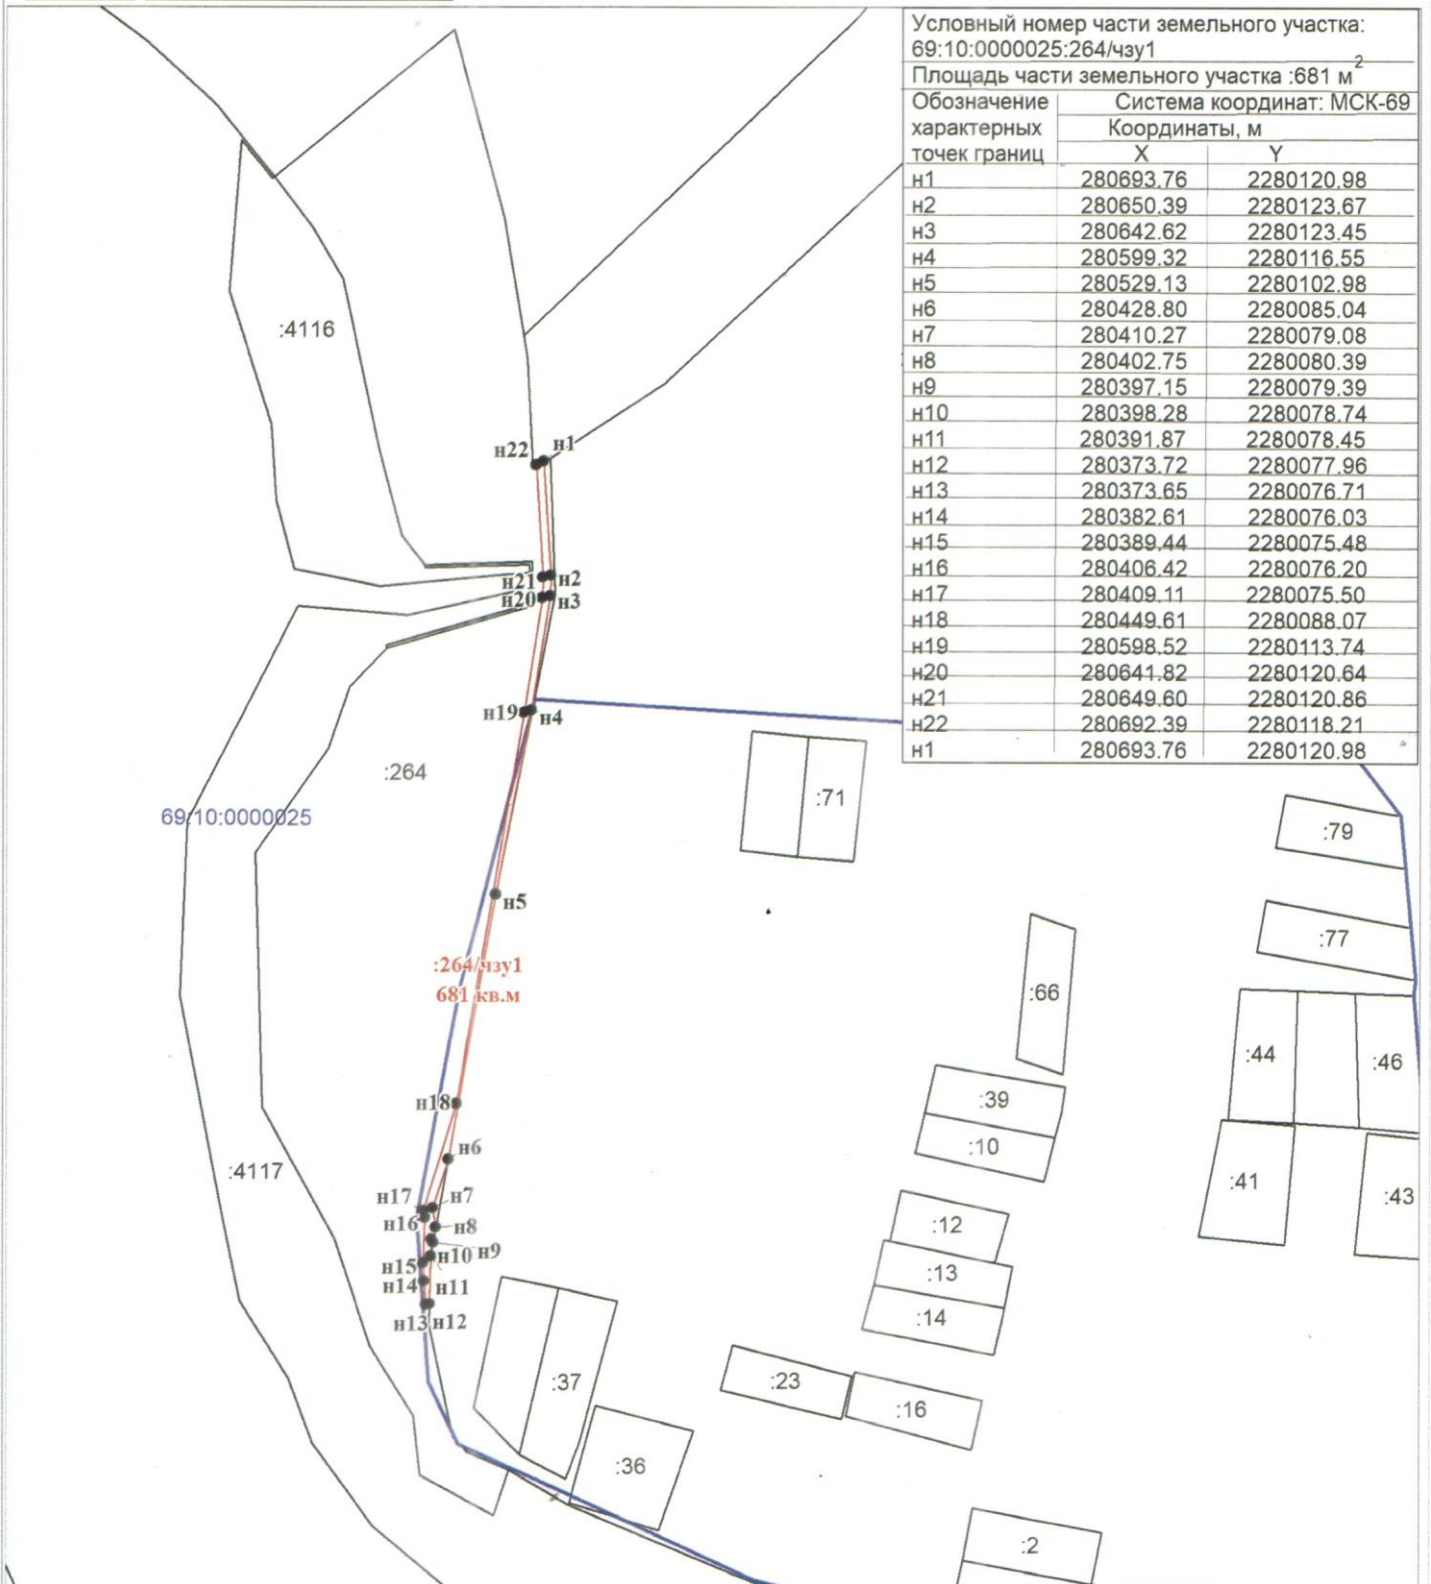 Условный номер части земельного участка:
69:10:0000025:264/чзу1
Площадь части земельного участка :681 м2
Обозначение характерных точек границ | Система координат: МСК-69
Координаты, м
X Y
н1 280693.76 2280120.98
н2 280650.39 2280123.67
н3 280642.62 2280123.45
н4 280599.32 2280116.55
н5 280529.13 2280102.98
н6 280428.80 2280085.04
н7 280410.27 2280079.08
н8 280402.75 2280080.39
н9 280397.15 2280079.39
н10 280398.28 2280078.74
н11 280391.87 2280078.45
н12 280373.72 2280077.96
н13 280373.65 2280076.71
н14 280382.61 2280076.03
н15 280389.44 2280075.48
н16 280406.42 2280076.20
н17 280409.11 2280075.50
н18 280449.61 2280088.07
н19 280598.52 2280113.74
н20 280641.82 2280120.64
н21 280649.60 2280120.86
н22 280692.39 2280118.21
н1 280693.76 2280120.98
:4116
н22 н1
н21 н2
н20 н3
н19 н4
:264
69:10:0000025
:71
:79
н5
:77
:264/чзу1
681 кв.м
:66
:44
:46
н18
:39
:10
н6
:4117
:41
:43
н17 н7
н16 н8
:12
н10 н9
н15
:13
н14 н11
н13 н12
:14
:37
:23
:16
:36
:2